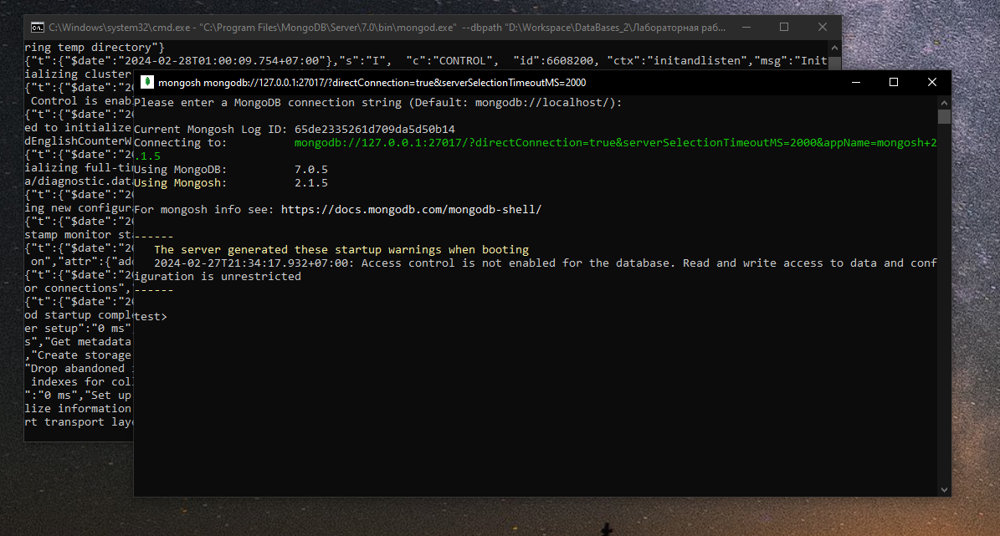 C:\Windows\system32\cmd.exe - "C:\Program Files\MongoDB\Server\7.0\bin\mongod.exe" --dbpath "D:\Workspace\DataBases_2\Лабораторная раб...
ring temp directory"}
{"t":{"$date":"2024-02-28T01:00:09.754+07:00"},"s":"I",  "c":"CONTROL",  "id":6608200, "ctx":"initandlisten","msg":"Init
ializing cluster
{"t":{"$date":"20
 Control is enab
{"t":{"$date":"20
ed to initialize
dEnglishCounterW
{"t":{"$date":"20
ializing full-tim
a/diagnostic.data
{"t":{"$date":"20
ing new configura
{"t":{"$date":"20
stamp monitor sta
{"t":{"$date":"20
 on","attr":{"add
{"t":{"$date":"20
or connections","
{"t":{"$date":"20
od startup compl
er setup":"0 ms"
s","Get metadata
,"Create storage
"Drop abandoned i
 indexes for coll
":"0 ms","Set up
lize information
rt transport laye
mongosh mongodb://127.0.0.1:27017/?directConnection=true&serverSelectionTimeoutMS=2000
Please enter a MongoDB connection string (Default: mongodb://localhost/):
Current Mongosh Log ID: 65de2335261d709da5d50b14
Connecting to:          mongodb://127.0.0.1:27017/?directConnection=true&serverSelectionTimeoutMS=2000&appName=mongosh+2
.1.5
Using MongoDB:          7.0.5
Using Mongosh:          2.1.5
For mongosh info see: https://docs.mongodb.com/mongodb-shell/
------
   The server generated these startup warnings when booting
   2024-02-27T21:34:17.932+07:00: Access control is not enabled for the database. Read and write access to data and conf
iguration is unrestricted
------
test>